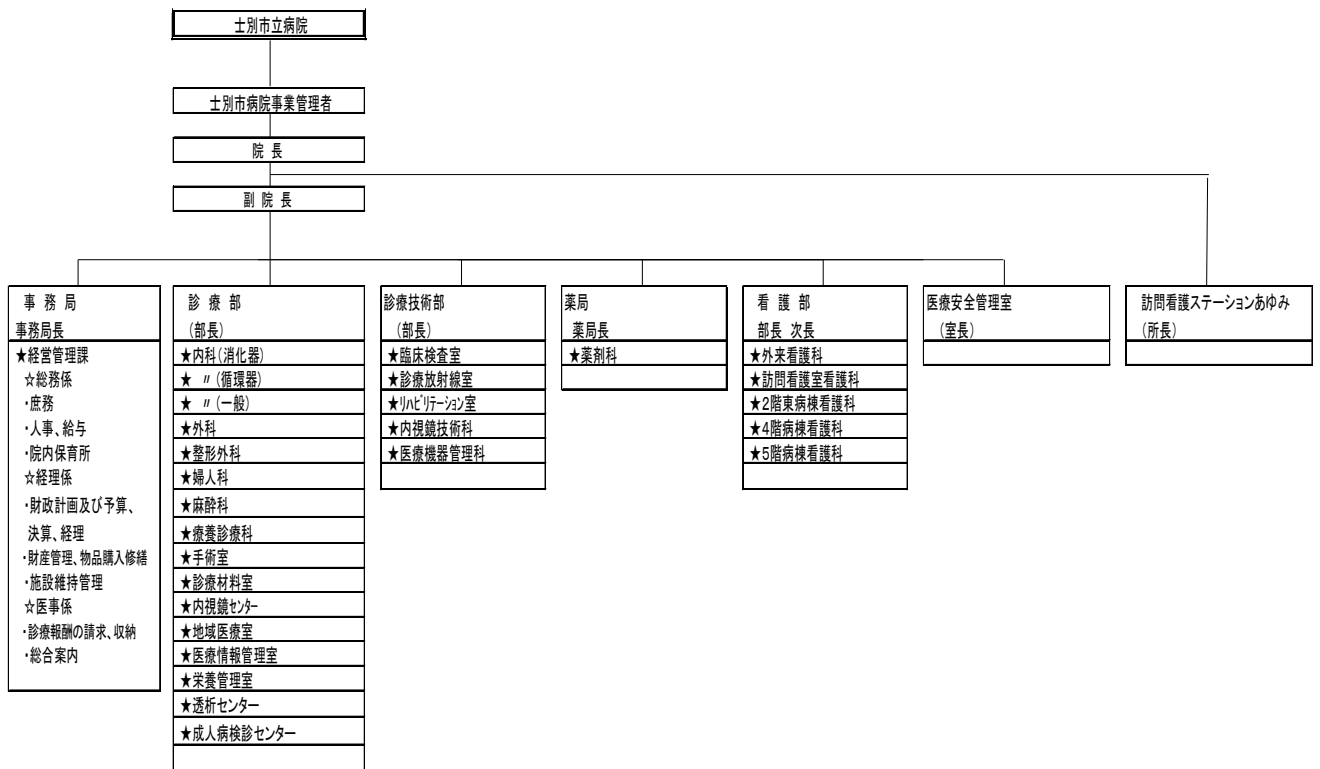 士別市立病院
士別市病院事業管理者
院 長
副 院 長
事 務 局
事務局長
★経営管理課
☆総務係
・庶務
・人事、給与
・院内保育所
☆経理係
・財政計画及び予算、
決算、経理
・財産管理、物品購入修繕
・施設維持管理
☆医事係
・診療報酬の請求、収納
・総合案内
診 療 部
(部長)
★内科(消化器)
★ 〃(循環器)
★ 〃(一般)
★外科
★整形外科
★婦人科
★麻酔科
★療養診療科
★手術室
★診療材料室
★内視鏡センター
★地域医療室
★医療情報管理室
★栄養管理室
★透析センター
★成人病検診センター
診療技術部
(部長)
★臨床検査室
★診療放射線室
★リハビリテーション室
★内視鏡技術科
★医療機器管理科
薬局
薬局長
★薬剤科
看 護 部
部長 次長
★外来看護科
★訪問看護室看護科
★2階東病棟看護科
★4階病棟看護科
★5階病棟看護科
医療安全管理室
(室長)
訪問看護ステーションあゆみ
(所長)